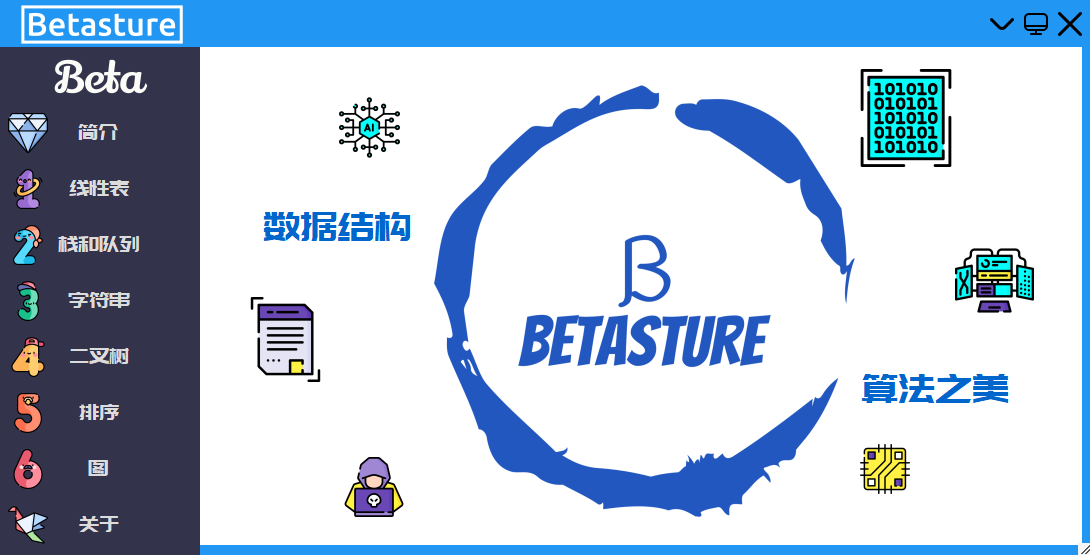 Betasture
Beta
简介
线性表
栈和队列
字符串
二叉树
排序
图
关于
AI
数据结构
101010
010101
101010
010101
101010
β
BETASTURE
算法之美
1
2
3
4
5
6